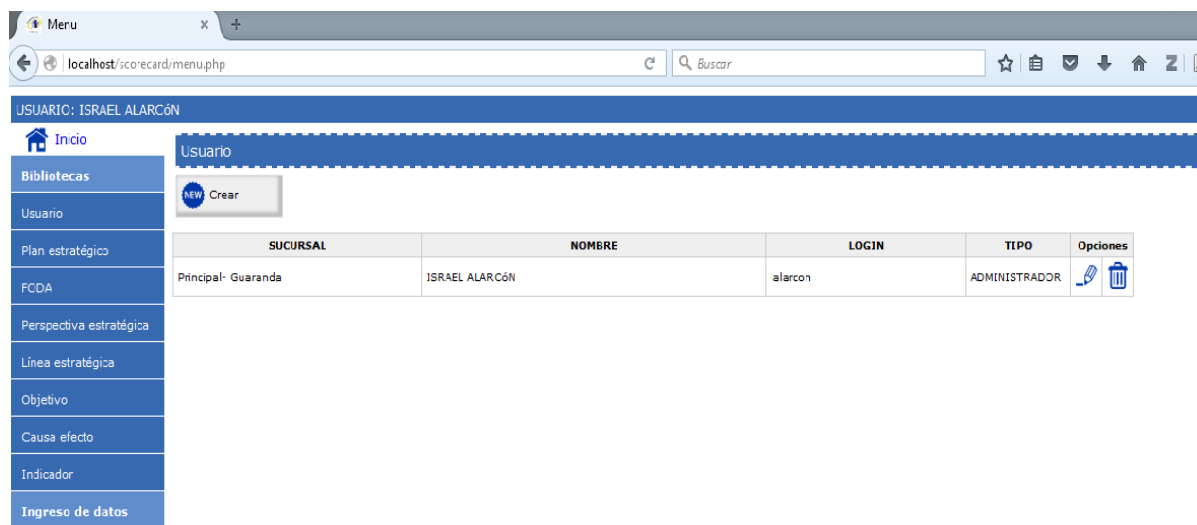 Menu
localhost/scorecard/menu.php
Buscar
USUARIO: ISRAEL ALARCóN
Inicio
Usuario
Bibliotecas
NEW Crear
Usuario
Plan estratégico
SUCURSAL NOMBRE LOGIN TIPO Opciones
Principal- Guaranda ISRAEL ALARCóN alarcon ADMINISTRADOR
FODA
Perspectiva estratégica
Línea estratégica
Objetivo
Causa efecto
Indicador
Ingreso de datos